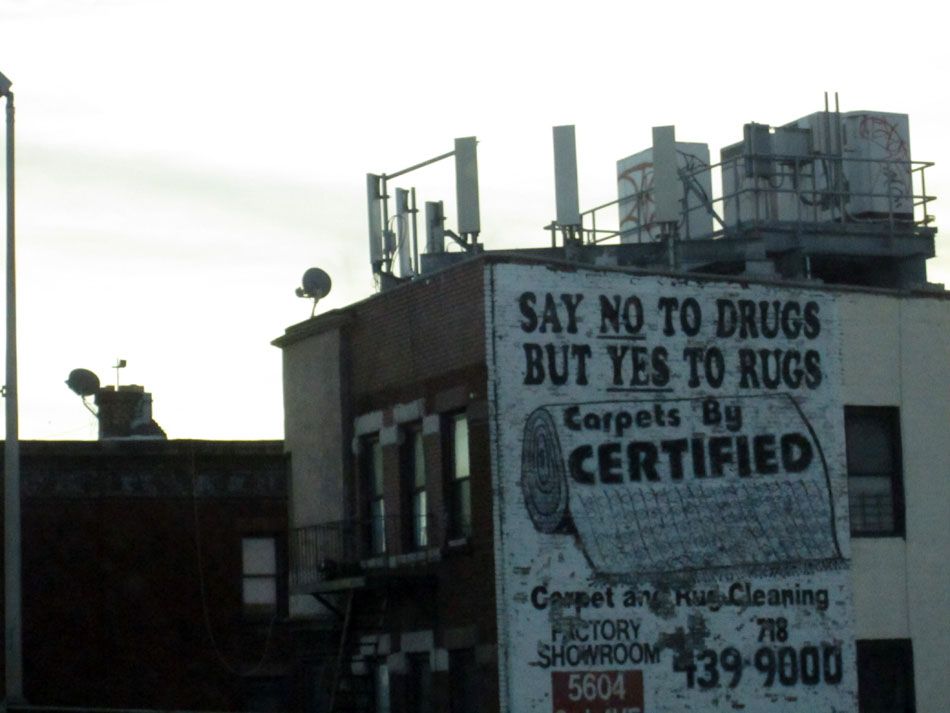 SAY NO TO DRUGS
BUT YES TO RUGS
Carpets By
CERTIFIED
Carpet and Rug Cleaning
FACTORY
SHOWROOM
718
439-9000
5604